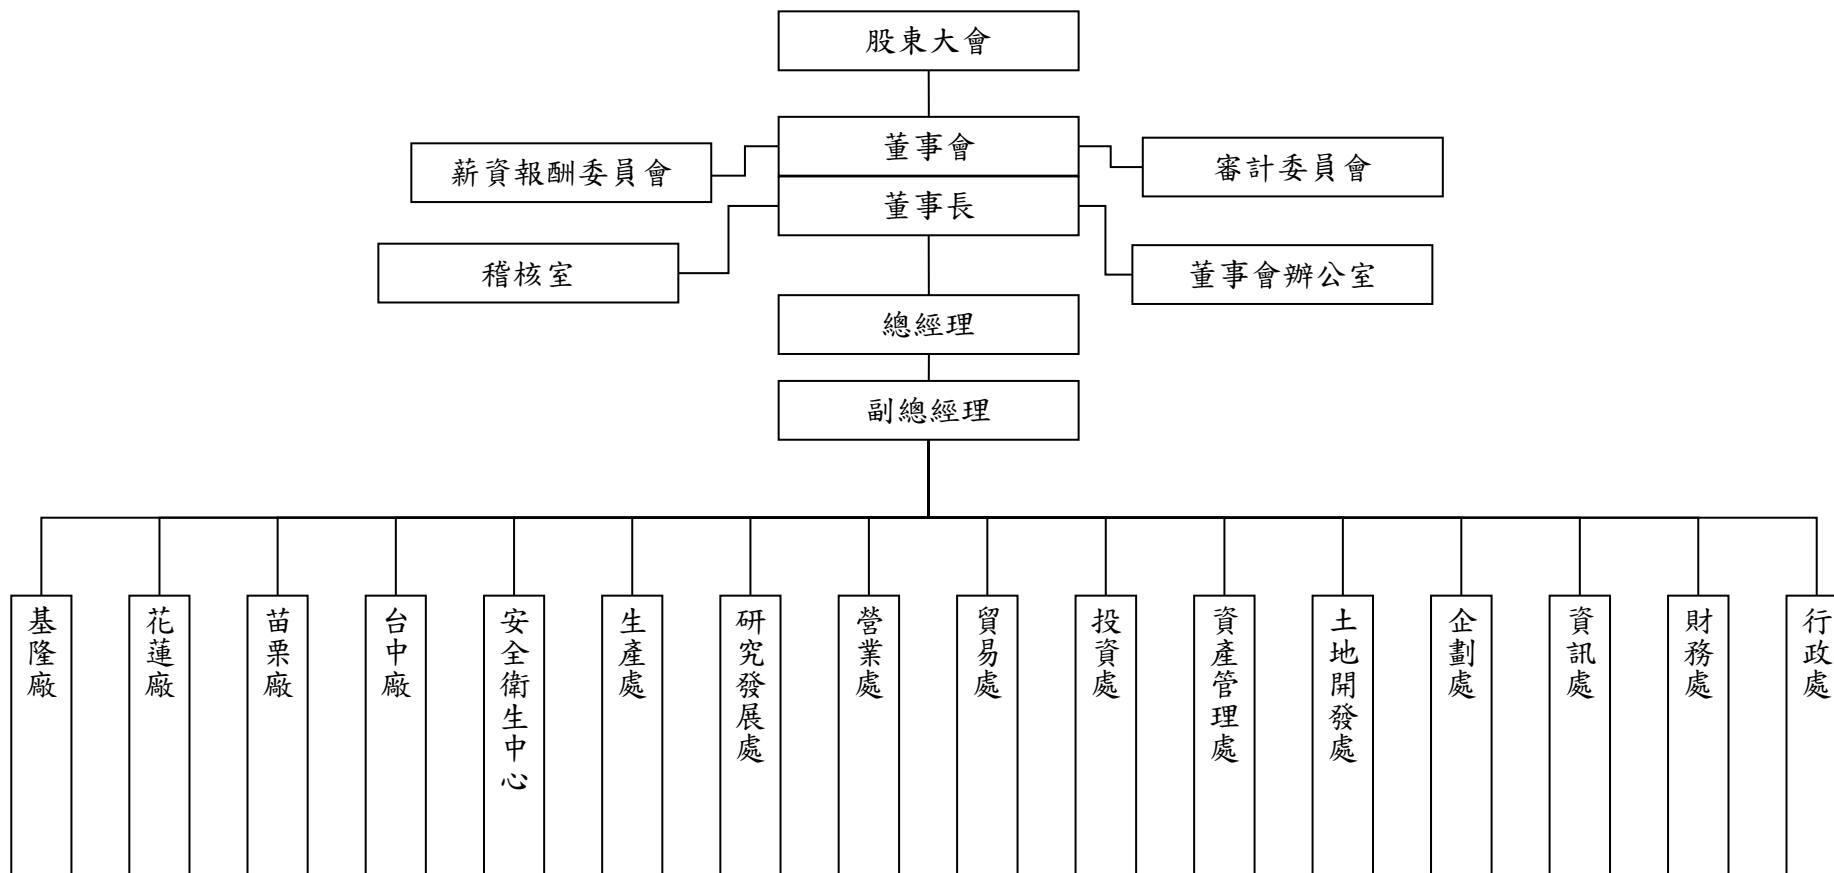 股東大會
董事會
薪資報酬委員會
審計委員會
董事長
稽核室
董事會辦公室
總經理
副總經理
基隆廠
花蓮廠
苗栗廠
台中廠
安全衛生中心
生產處
研究發展處
營業處
貿易處
投資處
資產管理處
土地開發處
企劃處
資訊處
財務處
行政處